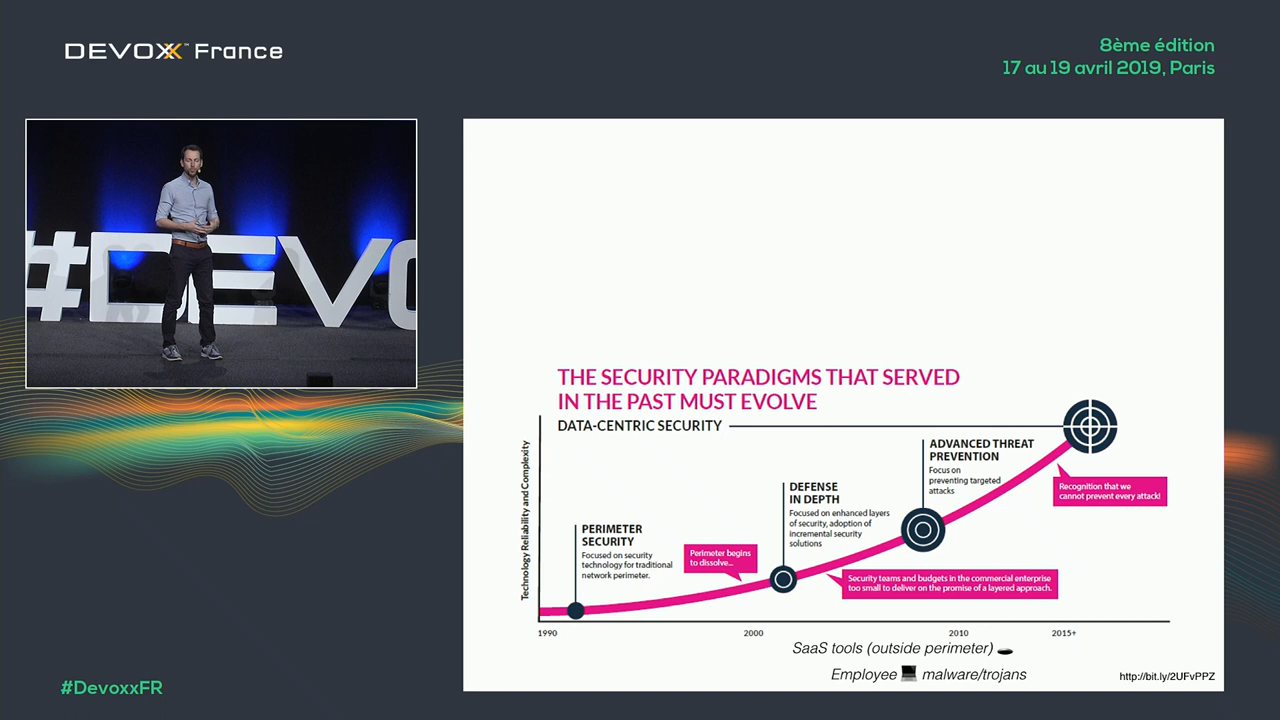 DEVOXX™ France
8ème édition
17 au 19 avril 2019, Paris
#DEVO
THE SECURITY PARADIGMS THAT SERVED
IN THE PAST MUST EVOLVE
DATA-CENTRIC SECURITY
Technology Reliability and Complexity
PERIMETER
SECURITY
Focused on security
technology for traditional
network perimeter.
Perimeter begins
to dissolve...
DEFENSE
IN DEPTH
Focused on enhanced layers
of security, adoption of
incremental security
solutions
ADVANCED THREAT
PREVENTION
Focus on
preventing targeted
attacks
Recognition that we
cannot prevent every attack!
Security teams and budgets in the commercial enterprise
too small to deliver on the promise of a layered approach.
1990
2000
2010
2015+
SaaS tools (outside perimeter)
Employee 💻 malware/trojans
http://bit.ly/2UFvPPZ
#DevoxxFR